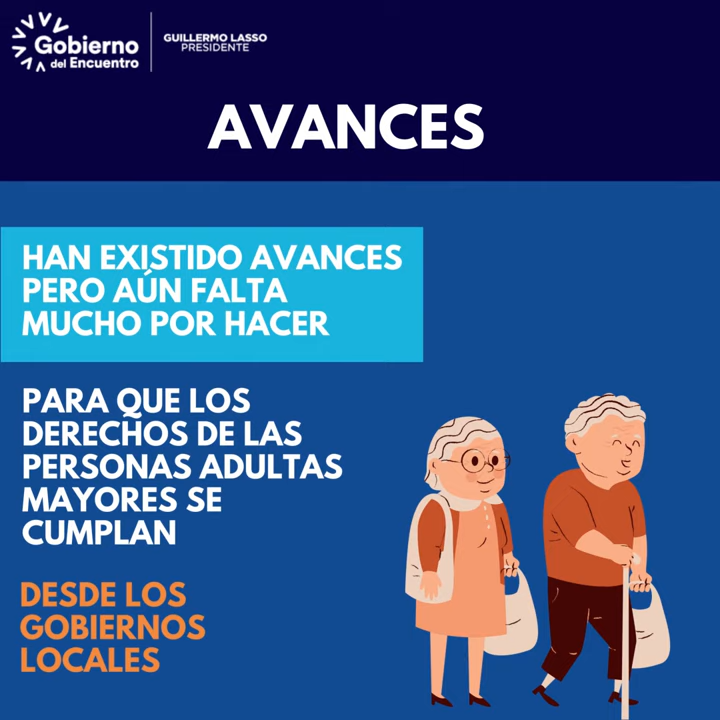 Gobierno
del Encuentro
GUILLERMO LASSO
PRESIDENTE
AVANCES
HAN EXISTIDO AVANCES
PERO AÚN FALTA
MUCHO POR HACER
PARA QUE LOS
DERECHOS DE LAS
PERSONAS ADULTAS
MAYORES SE
CUMPLAN
DESDE LOS
GOBIERNOS
LOCALES